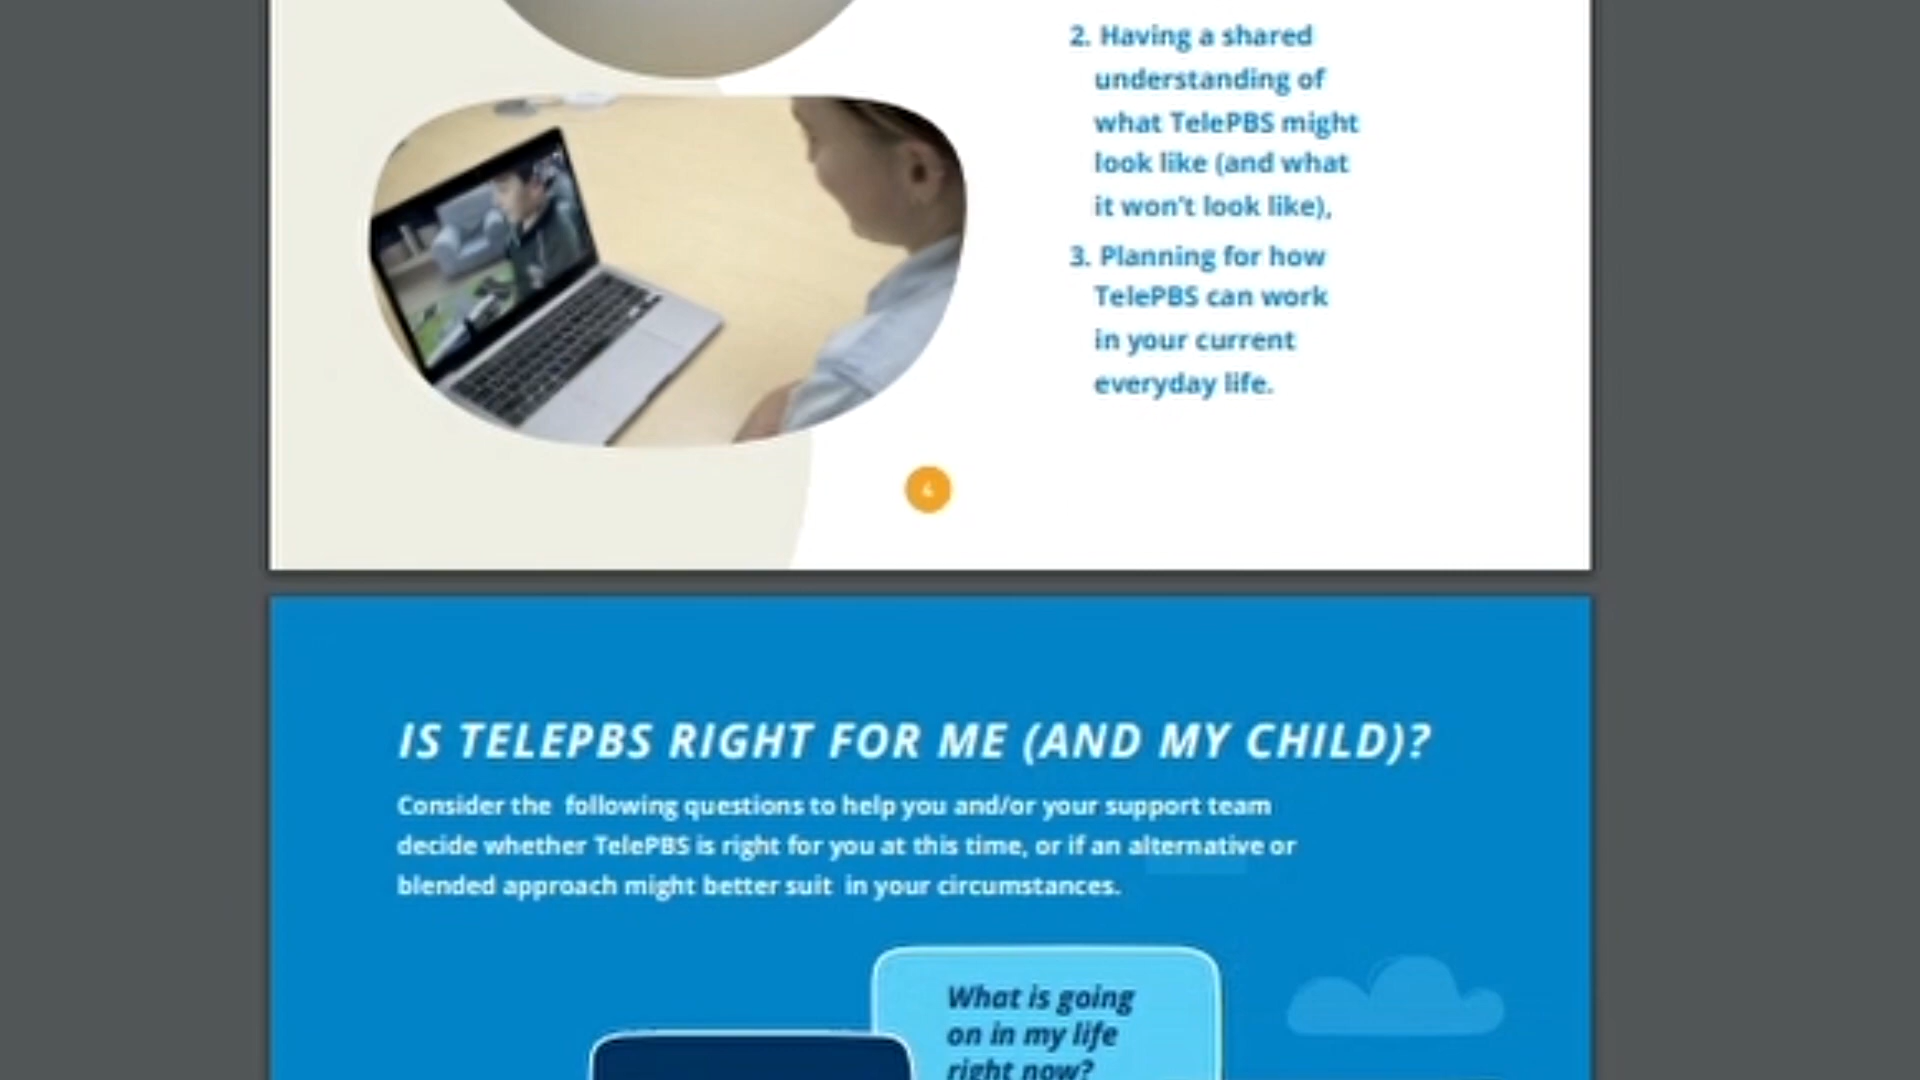 2. Having a shared
understanding of
what TelePBS might
look like (and what
it won't look like),
3. Planning for how
TelePBS can work
in your current
everyday life.
4
IS TELEPBS RIGHT FOR ME (AND MY CHILD)?
Consider the following questions to help you and/or your support team
decide whether TelePBS is right for you at this time, or if an alternative or
blended approach might better suit in your circumstances.
What is going
on in my life
right now?